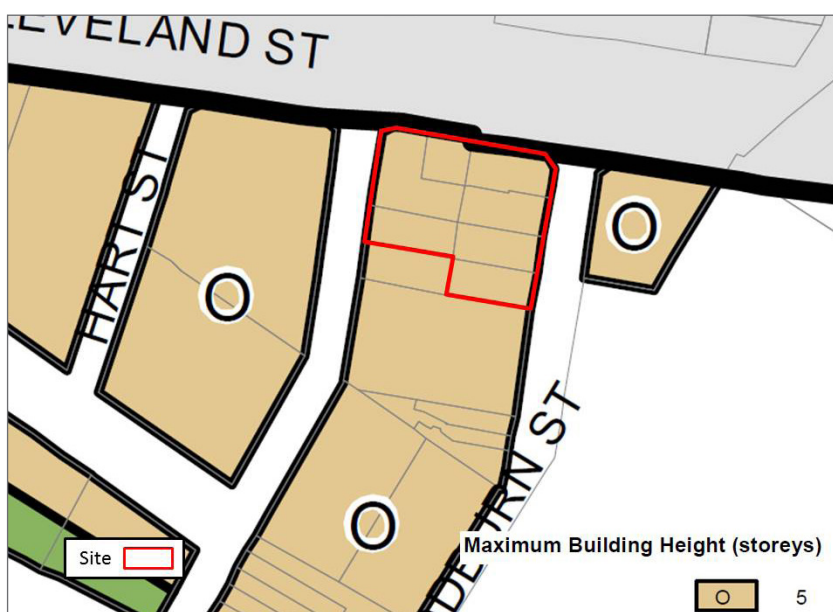 LEVELAND ST
HART ST
O
O
O
Site
Maximum Building Height (storeys)
O 5